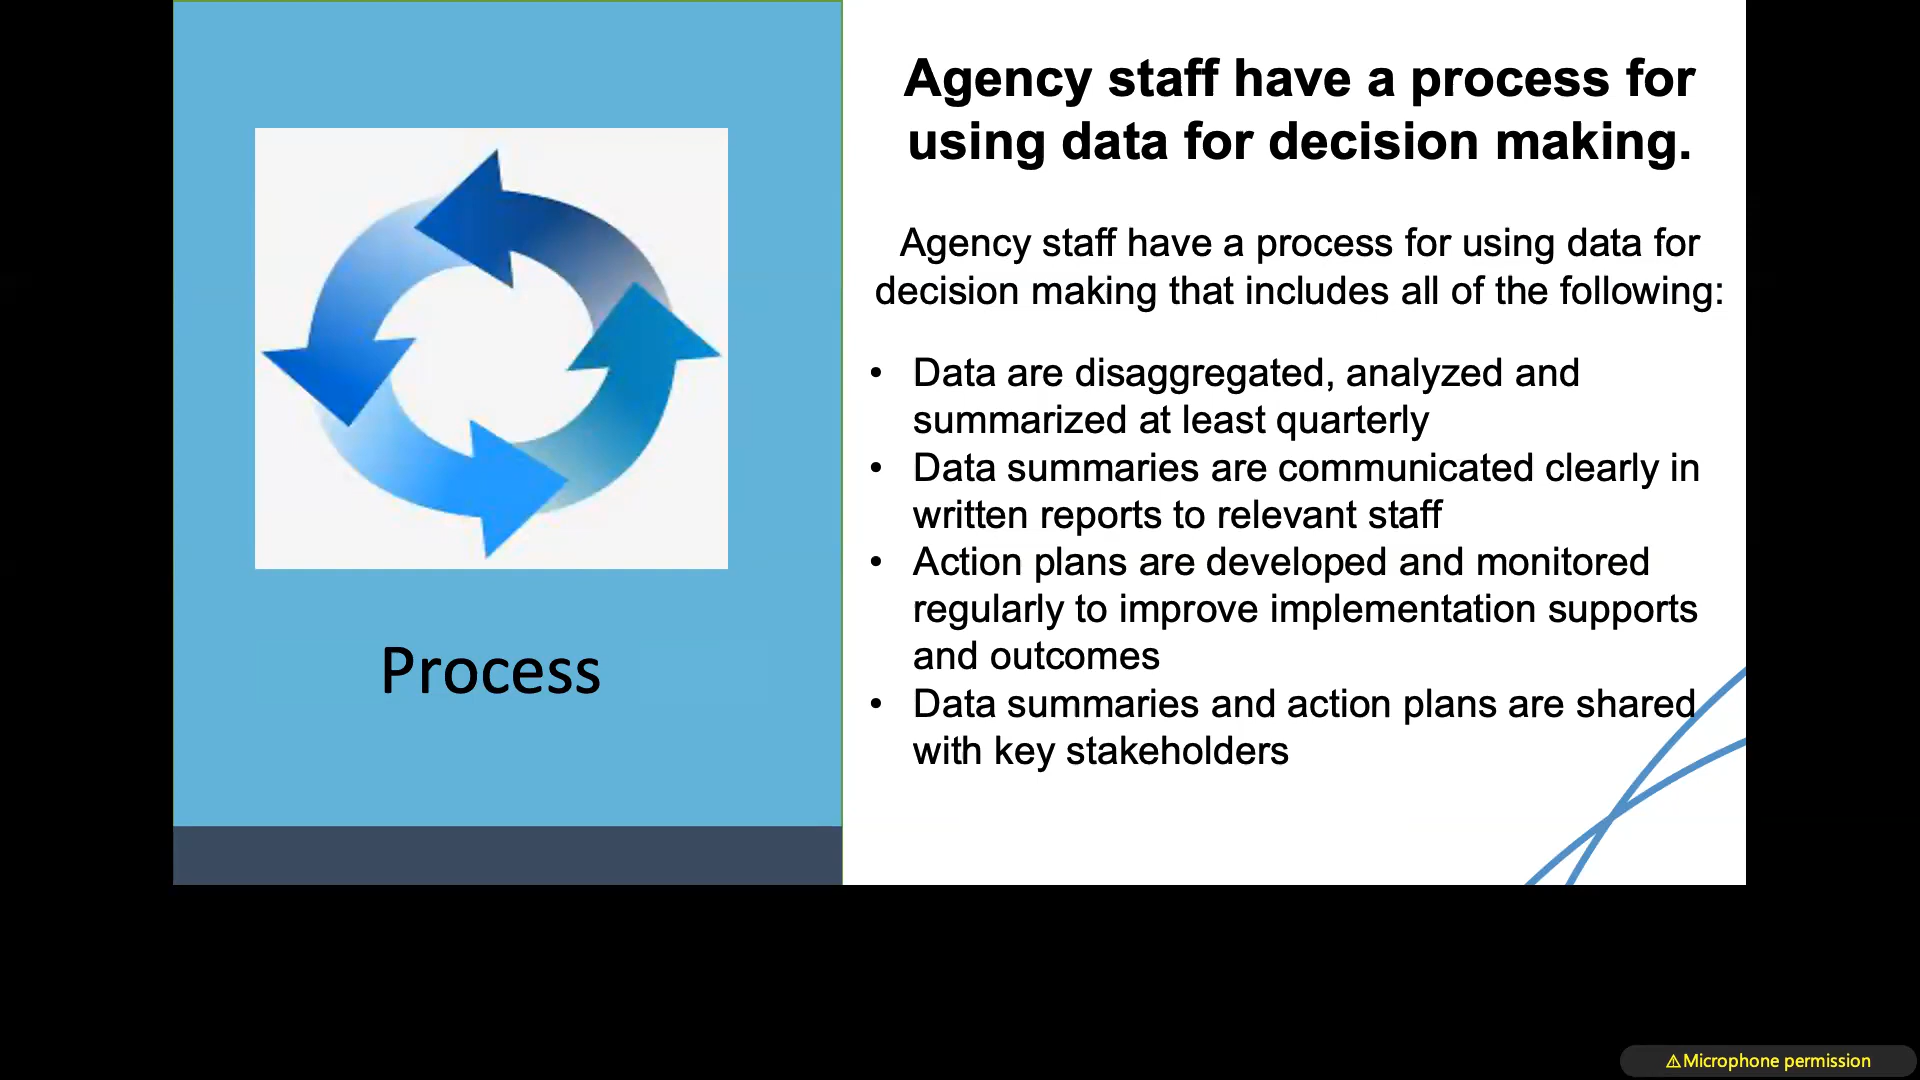 Agency staff have a process for
using data for decision making.
Agency staff have a process for using data for
decision making that includes all of the following:
• Data are disaggregated, analyzed and
summarized at least quarterly
• Data summaries are communicated clearly in
written reports to relevant staff
• Action plans are developed and monitored
regularly to improve implementation supports
and outcomes
• Data summaries and action plans are shared
with key stakeholders
Process
⚠Microphone permission